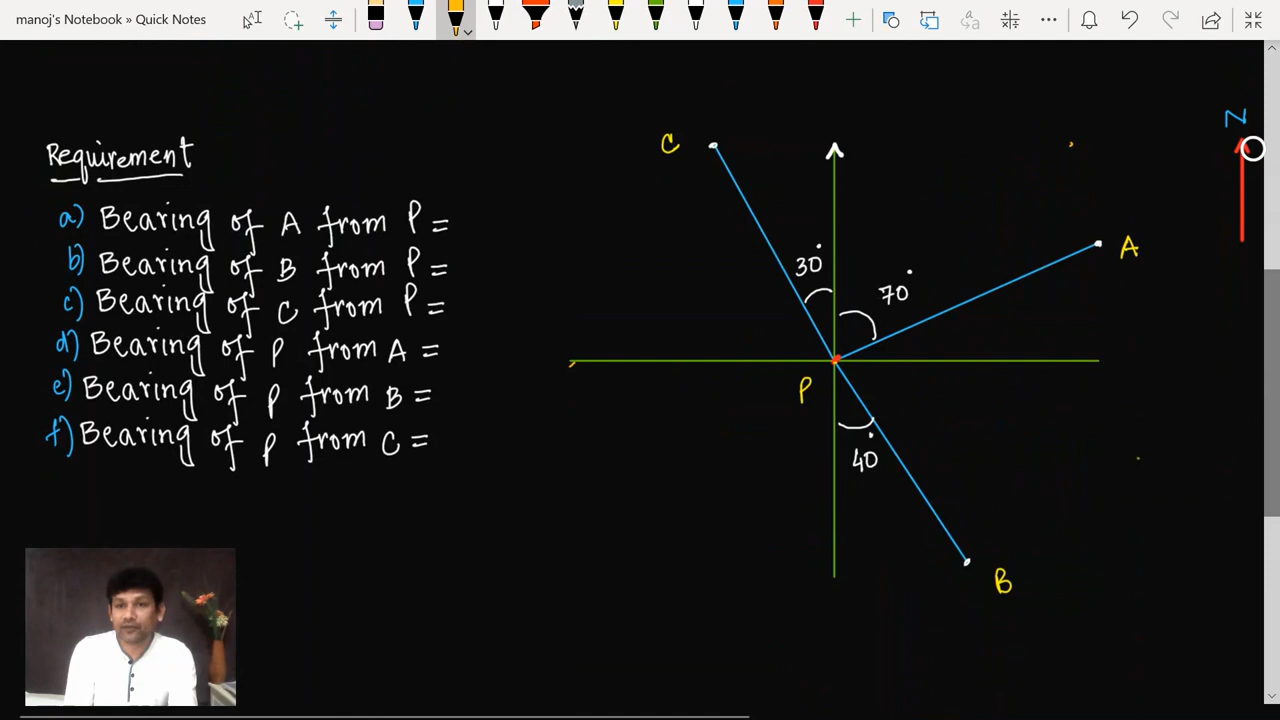 manoj's Notebook » Quick Notes
N
Requirement
a) Bearing of A from P =
b) Bearing of B from P =
c) Bearing of C from P =
d) Bearing of P from A =
e) Bearing of P from B =
f) Bearing of P from C =
C
A
30°
70°
P
40°
B